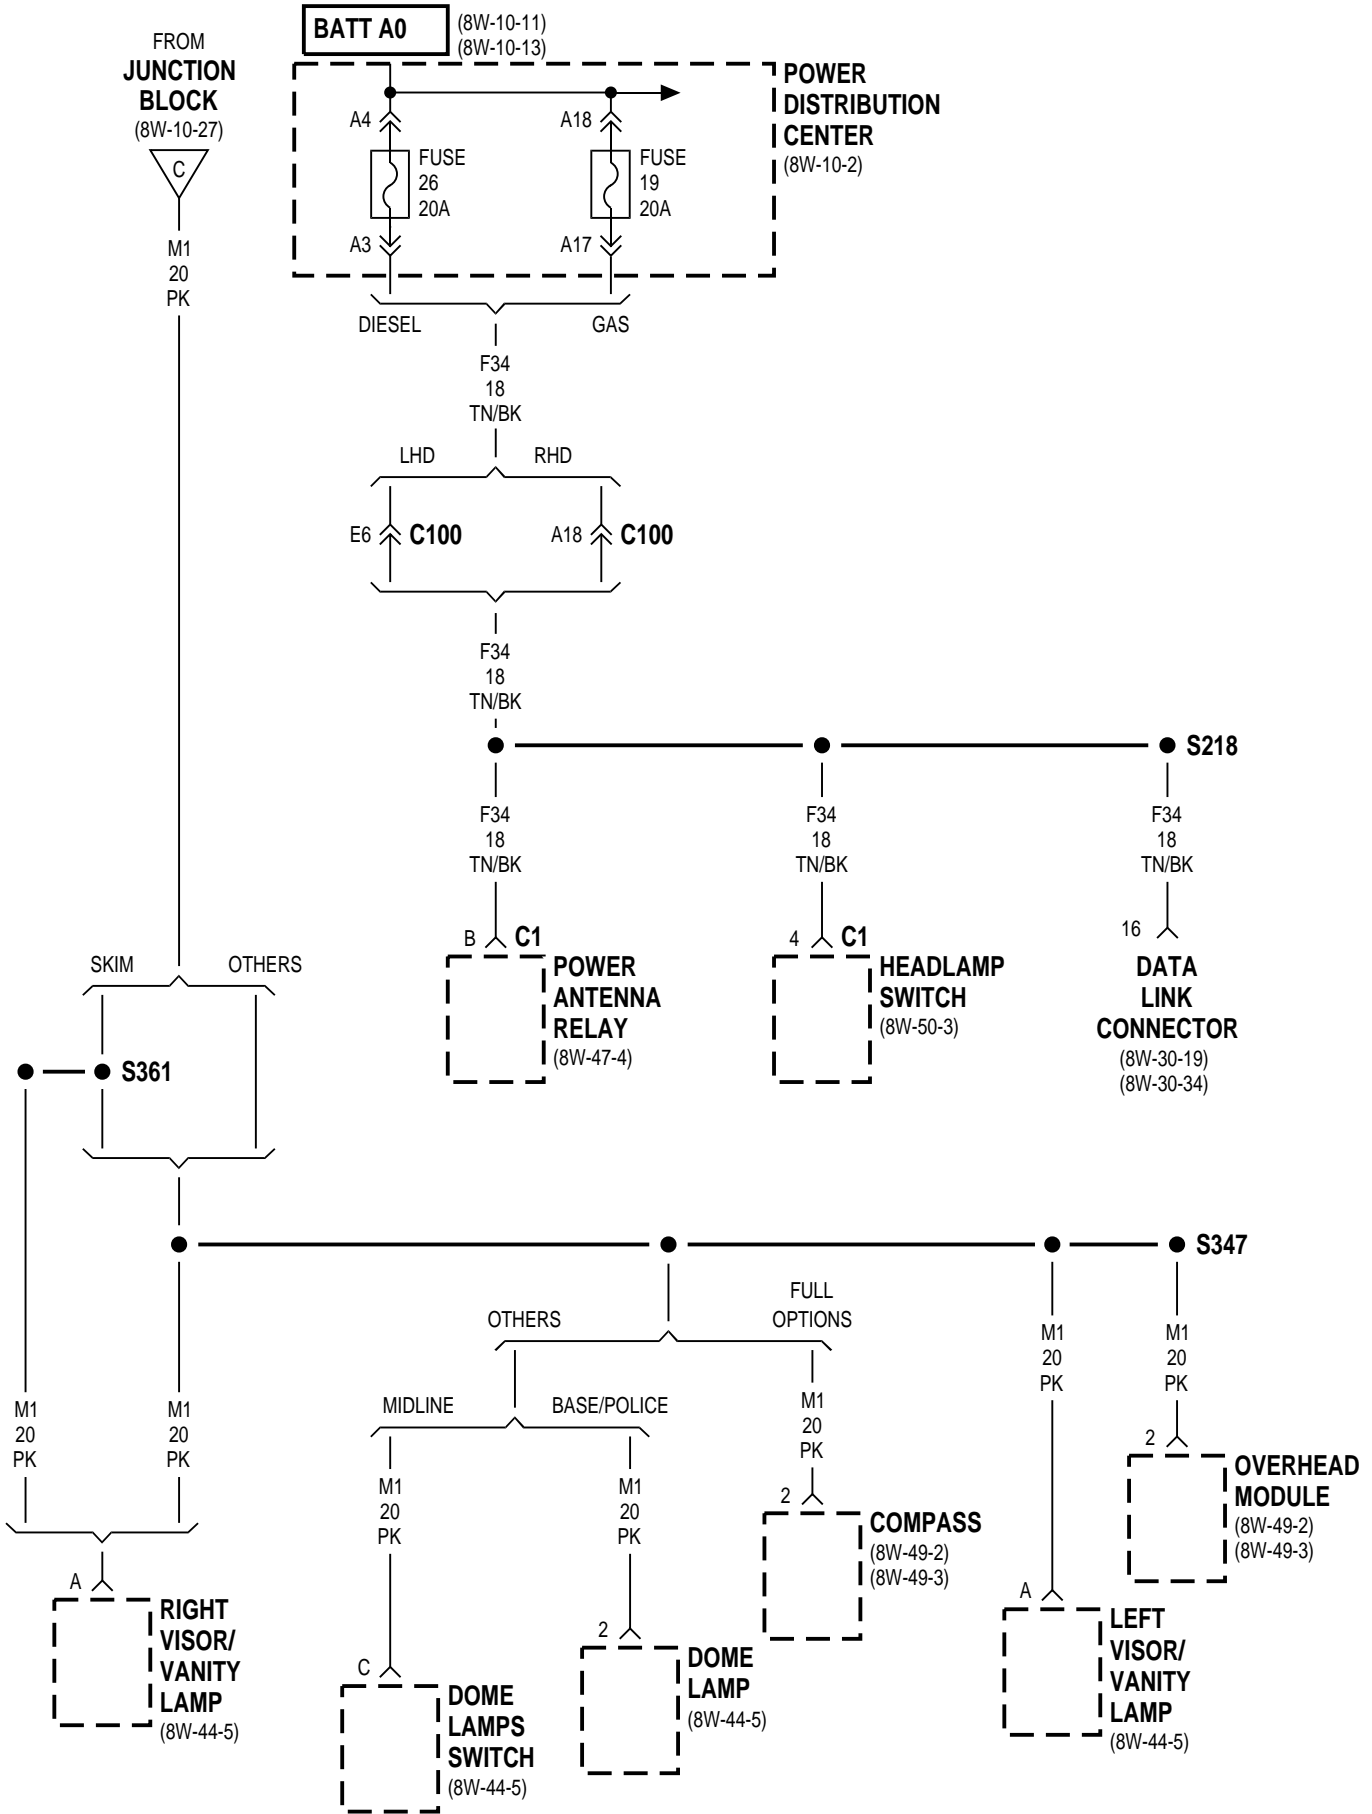 BATT A0
(8W-10-11)
(8W-10-13)
FROM
JUNCTION
BLOCK
(8W-10-27)
C
M1
20
PK
POWER
DISTRIBUTION
CENTER
(8W-10-2)
A4
FUSE
26
20A
A3
A18
FUSE
19
20A
A17
DIESEL
GAS
F34
18
TN/BK
LHD
RHD
E6
C100
A18
C100
F34
18
TN/BK
S218
F34
18
TN/BK
F34
18
TN/BK
F34
18
TN/BK
B
C1
POWER
ANTENNA
RELAY
(8W-47-4)
4
C1
HEADLAMP
SWITCH
(8W-50-3)
16
DATA
LINK
CONNECTOR
(8W-30-19)
(8W-30-34)
SKIM
OTHERS
S361
S347
M1
20
PK
M1
20
PK
A
RIGHT
VISOR/
VANITY
LAMP
(8W-44-5)
OTHERS
FULL
OPTIONS
MIDLINE
BASE/POLICE
M1
20
PK
C
DOME
LAMPS
SWITCH
(8W-44-5)
M1
20
PK
2
DOME
LAMP
(8W-44-5)
M1
20
PK
2
COMPASS
(8W-49-2)
(8W-49-3)
M1
20
PK
A
LEFT
VISOR/
VANITY
LAMP
(8W-44-5)
M1
20
PK
2
OVERHEAD
MODULE
(8W-49-2)
(8W-49-3)